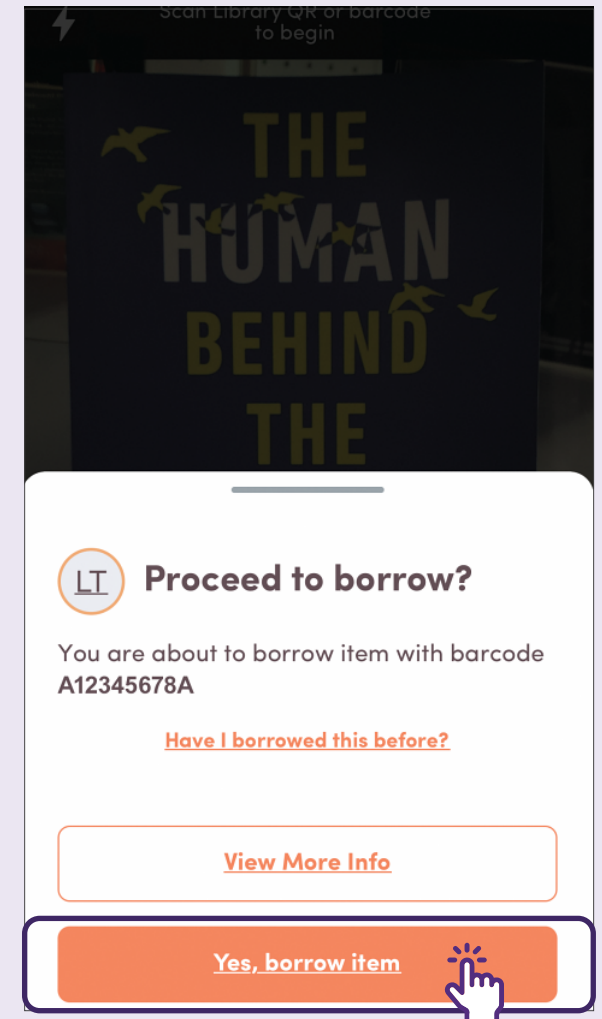 Scan Library QR or barcode
to begin
THE
HUMAN
BEHIND
THE
LT
Proceed to borrow?
You are about to borrow item with barcode
A12345678A
Have I borrowed this before?
View More Info
Yes, borrow item